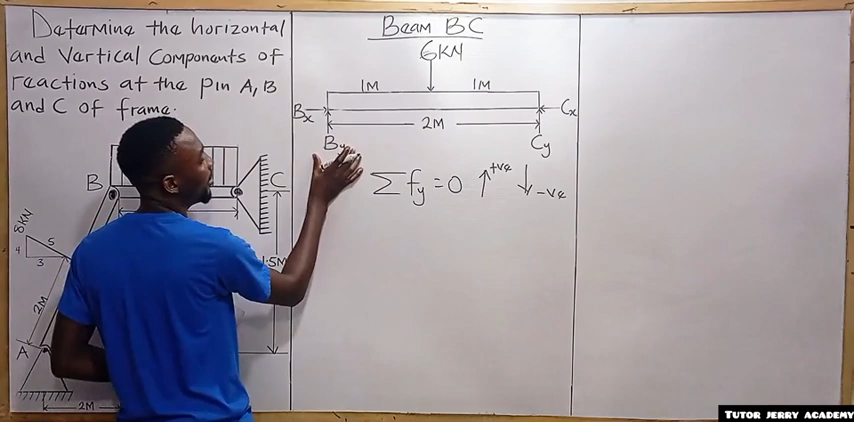 Determine the horizontal
and Vertical Components of
reactions at the pin A, B
and C of frame.
B
C
8KN
5
4
3
2M
1.5M
A
2M
Beam BC
6KN
1M
1M
Bx
Cx
2M
By
Cy
∑fy=0 ↑+ve ↓-ve
TUTOR JERRY ACADEMY